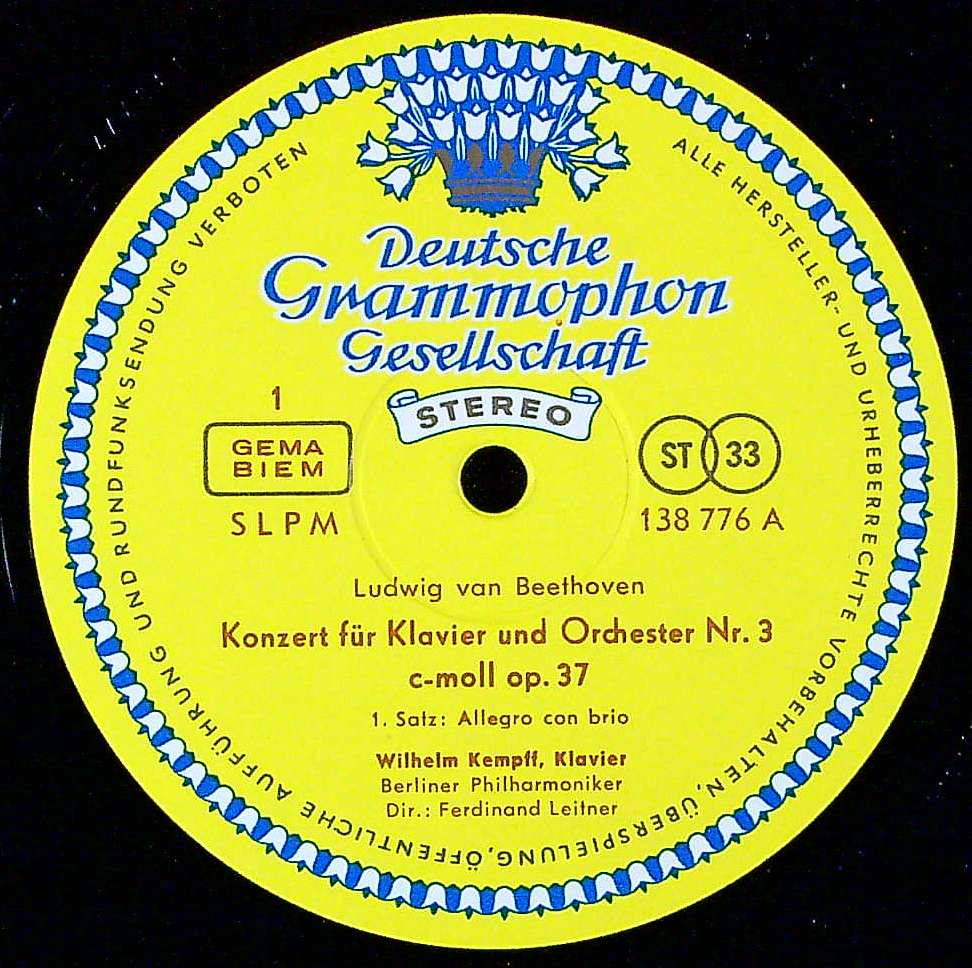 ALLE HERSTELLER- UND URHEBERRECHTE VORBEHALTEN, ÜBERSPIELUNG, ÖFFENTLICHE AUFFÜHRUNG UND RUNDFUNKSENDUNG VERBOTEN
Deutsche
Grammophon
Gesellschaft
STEREO
1
GEMA
BIEM
SLPM
ST 33
138 776 A
Ludwig van Beethoven
Konzert für Klavier und Orchester Nr. 3
c-moll op. 37
1. Satz: Allegro con brio
Wilhelm Kempff, Klavier
Berliner Philharmoniker
Dir.: Ferdinand Leitner